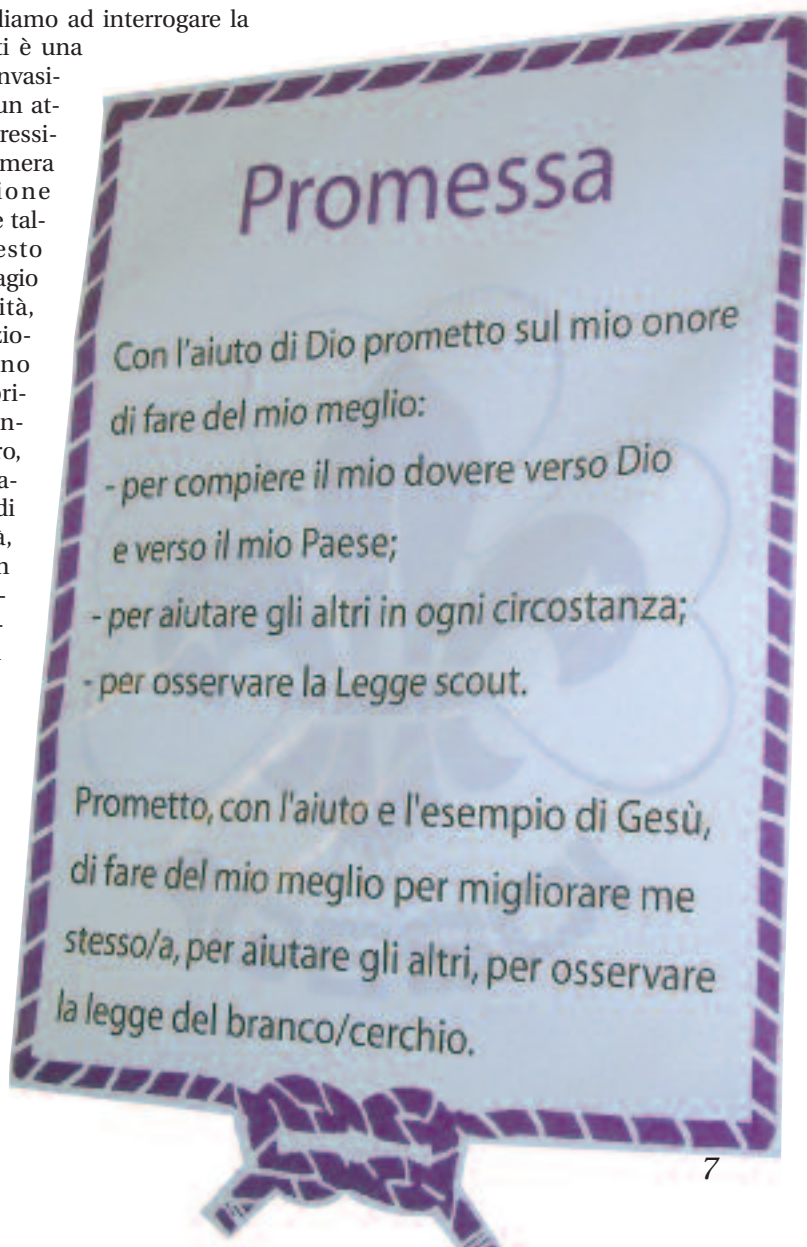 liamo ad interrogare la
ti è una
nvasi-
un at-
ressi-
mera
ione
e tal-
esto
agio
ità,
zio-
no
ori-
n-
ro,
a-
di
à,
n
-
-
Promessa
Con l'aiuto di Dio prometto sul mio onore
di fare del mio meglio:
- per compiere il mio dovere verso Dio
e verso il mio Paese;
- per aiutare gli altri in ogni circostanza;
- per osservare la Legge scout.
Prometto, con l'aiuto e l'esempio di Gesù,
di fare del mio meglio per migliorare me
stesso/a, per aiutare gli altri, per osservare
la legge del branco/cerchio.
7